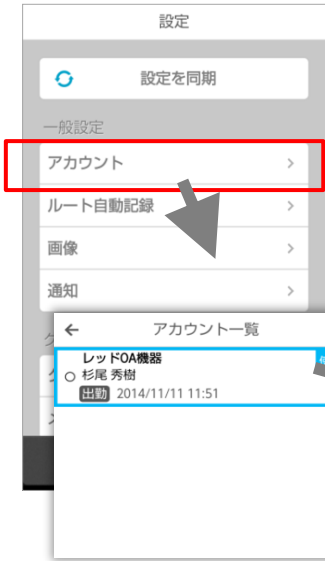 設定
設定を同期
一般設定
アカウント
ルート自動記録
画像
通知
アカウント一覧
レッドOA機器
杉尾 秀樹
出勤 2014/11/11 11:51